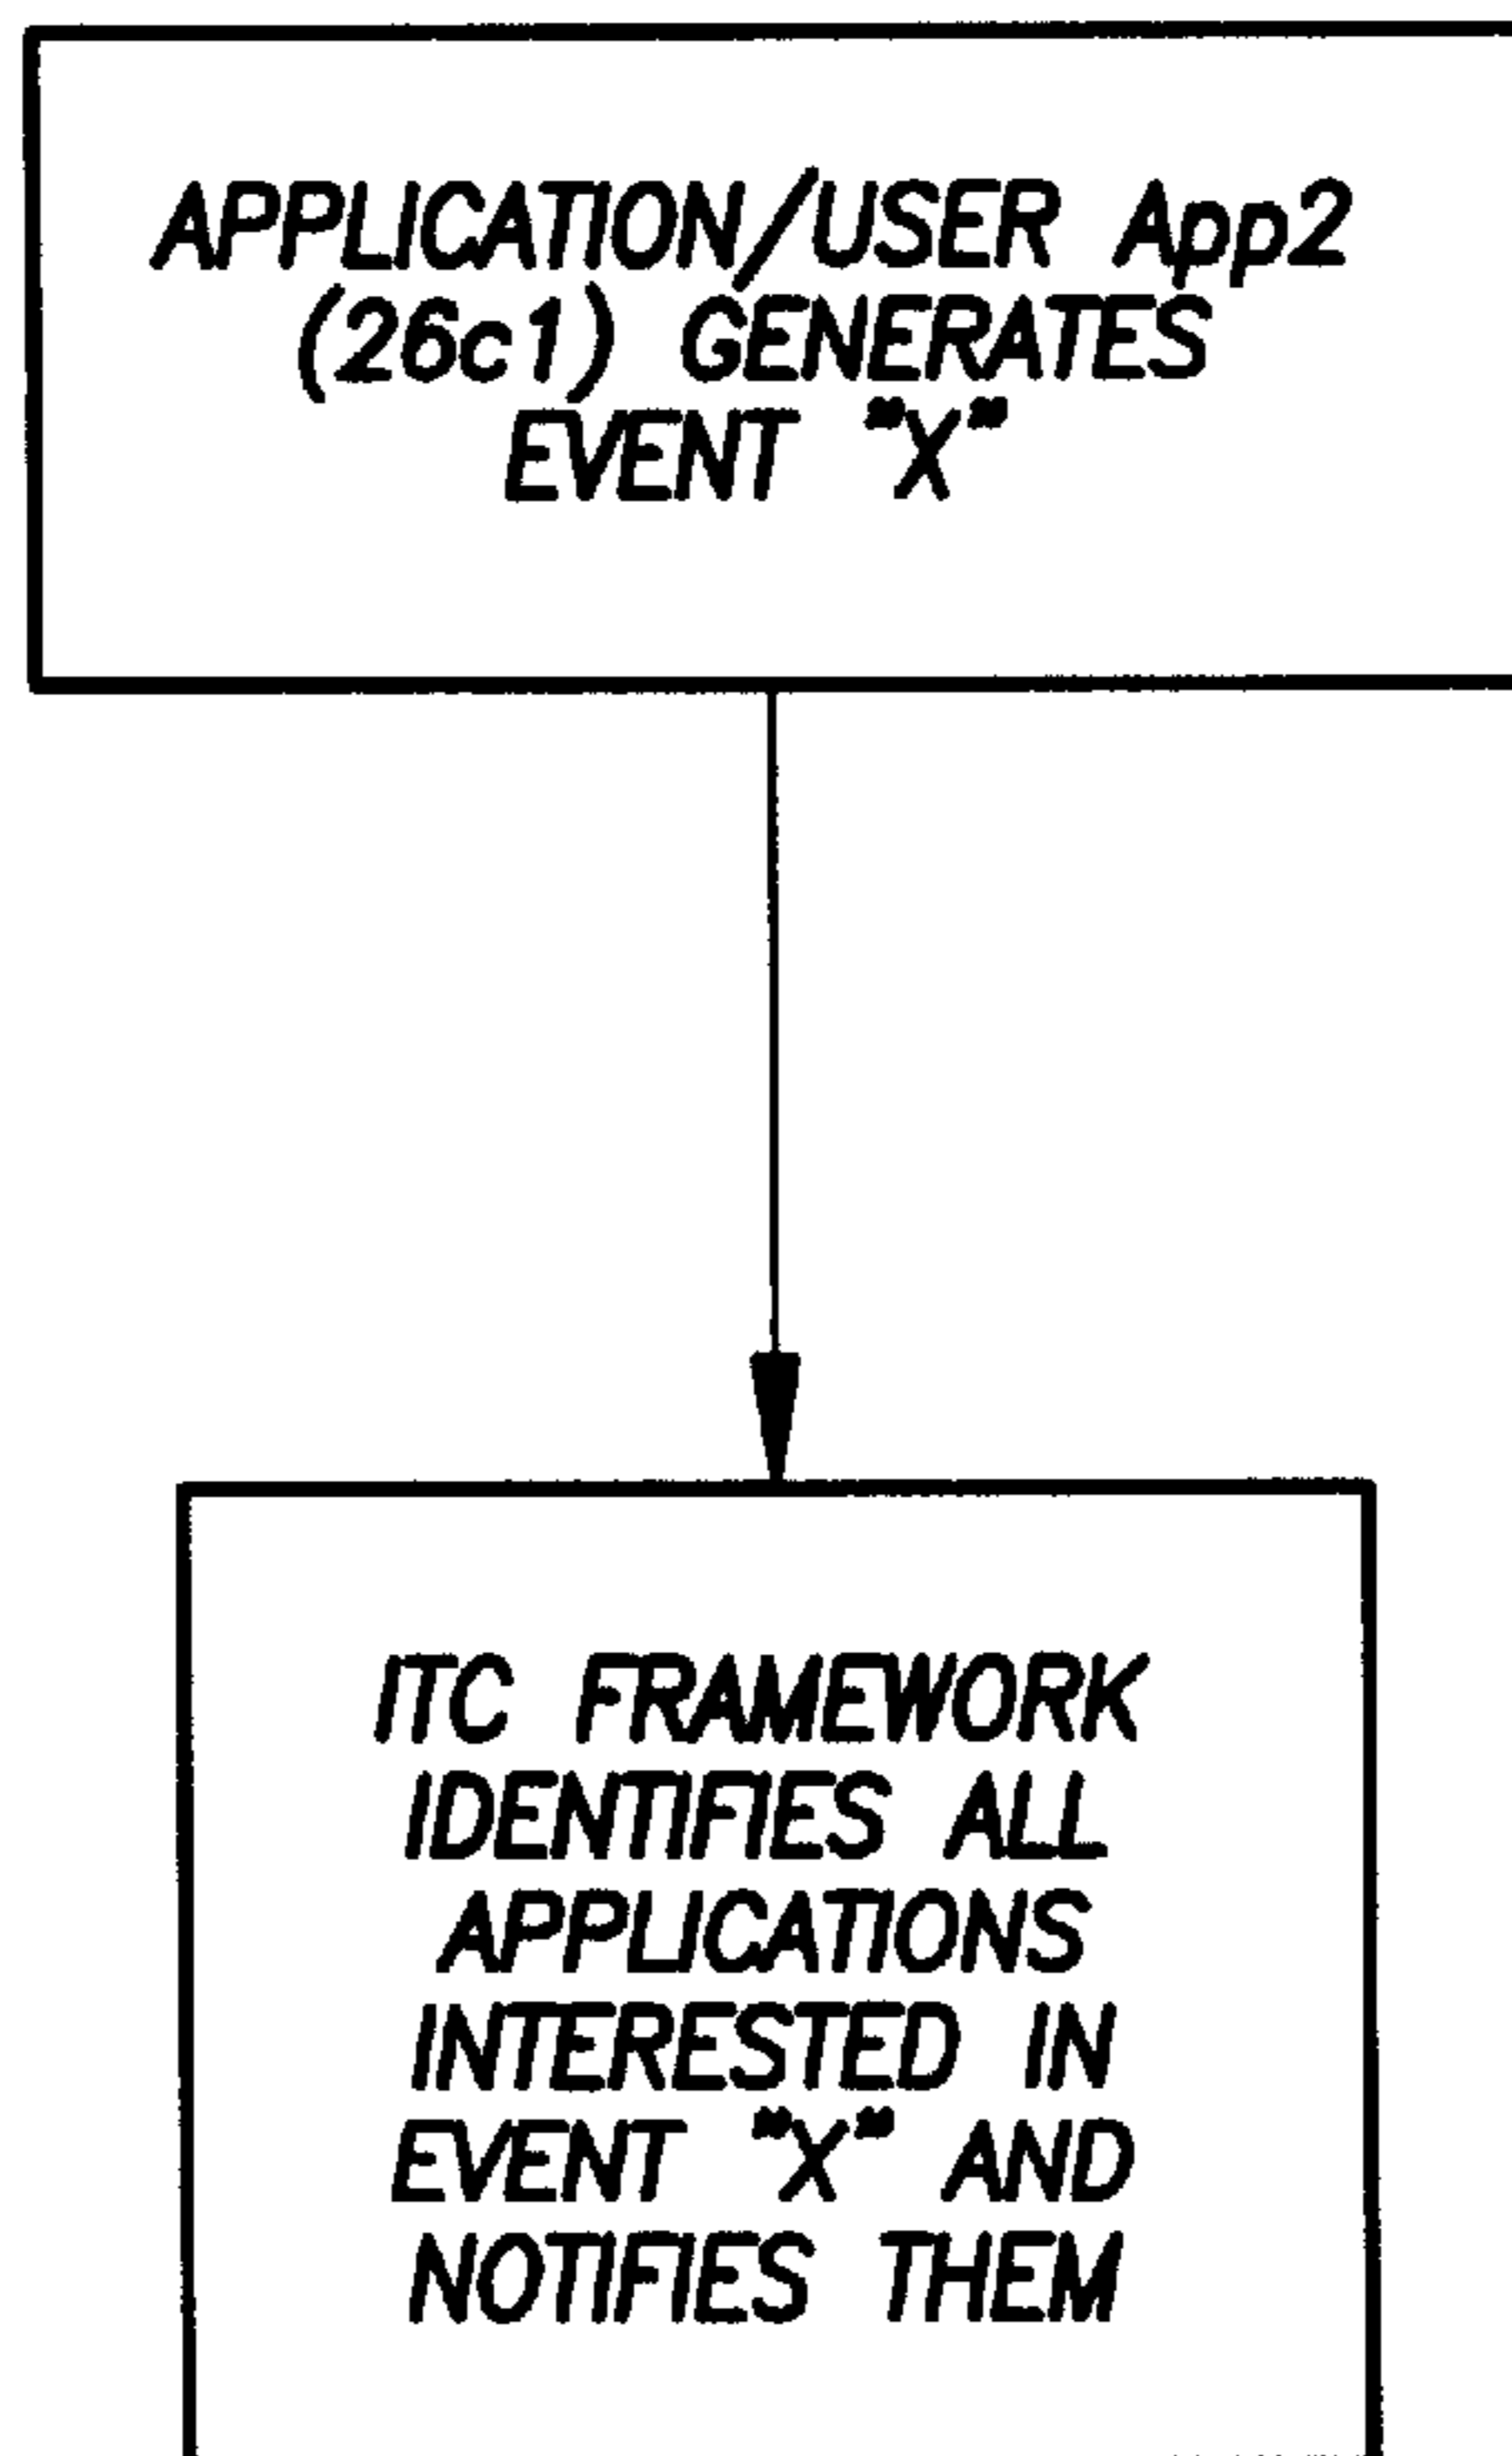 APPLICATION/USER App2
(26c1) GENERATES
EVENT "X"
ITC FRAMEWORK
IDENTIFIES ALL
APPLICATIONS
INTERESTED IN
EVENT "X" AND
NOTIFIES THEM